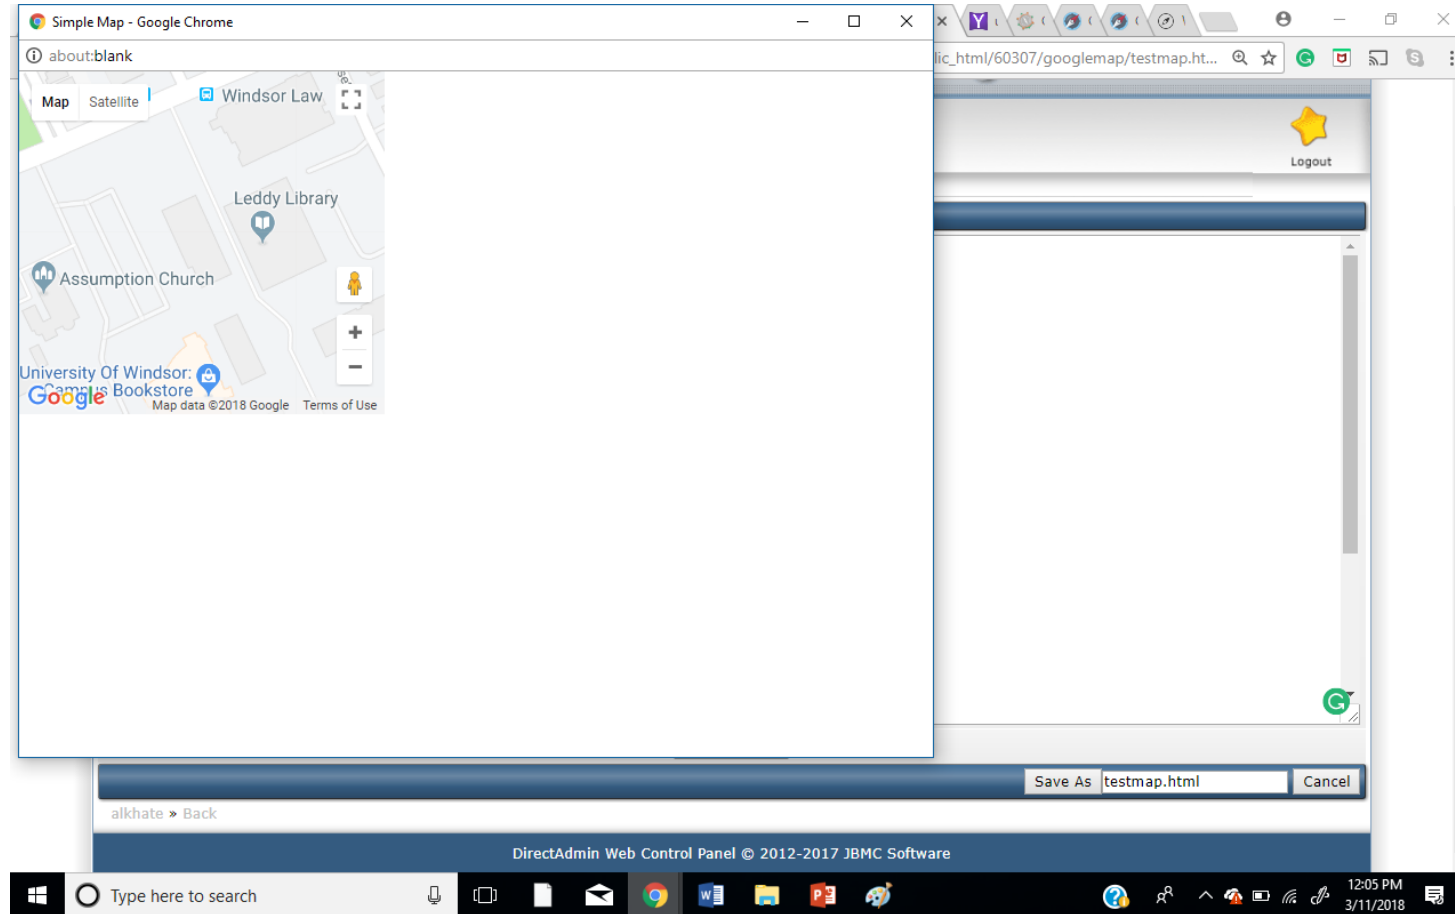 Simple Map - Google Chrome
about:blank
lic_html/60307/googlemap/testmap.ht...
Map Satellite
Windsor Law
Leddy Library
Assumption Church
University Of Windsor:
Campus Bookstore
Google
Map data ©2018 Google Terms of Use
Logout
Save As testmap.html Cancel
alkhate » Back
DirectAdmin Web Control Panel © 2012-2017 JBMC Software
Type here to search
12:05 PM
3/11/2018